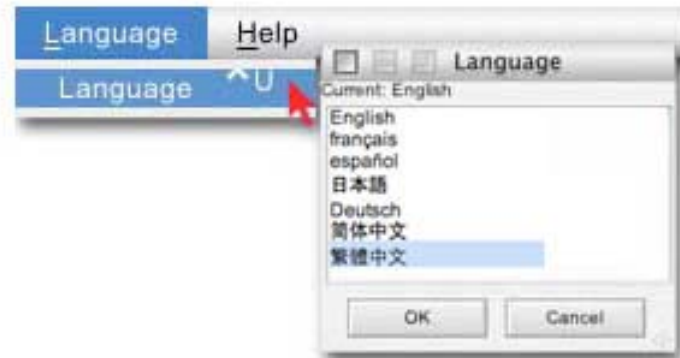 Language Help
Language ^U
Language
Current: English
English
français
español
日本語
Deutsch
简体中文
繁體中文
OK Cancel